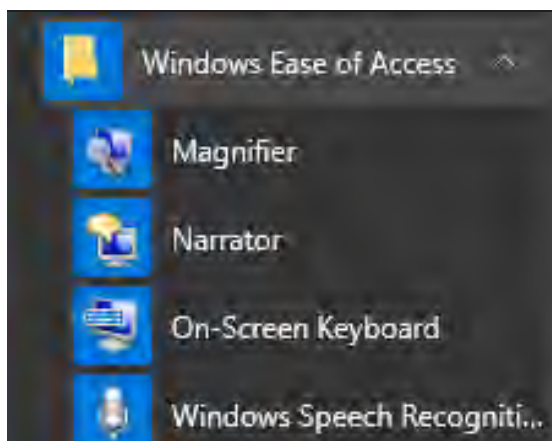 Windows Ease of Access
Magnifier
Narrator
On-Screen Keyboard
Windows Speech Recogniti...